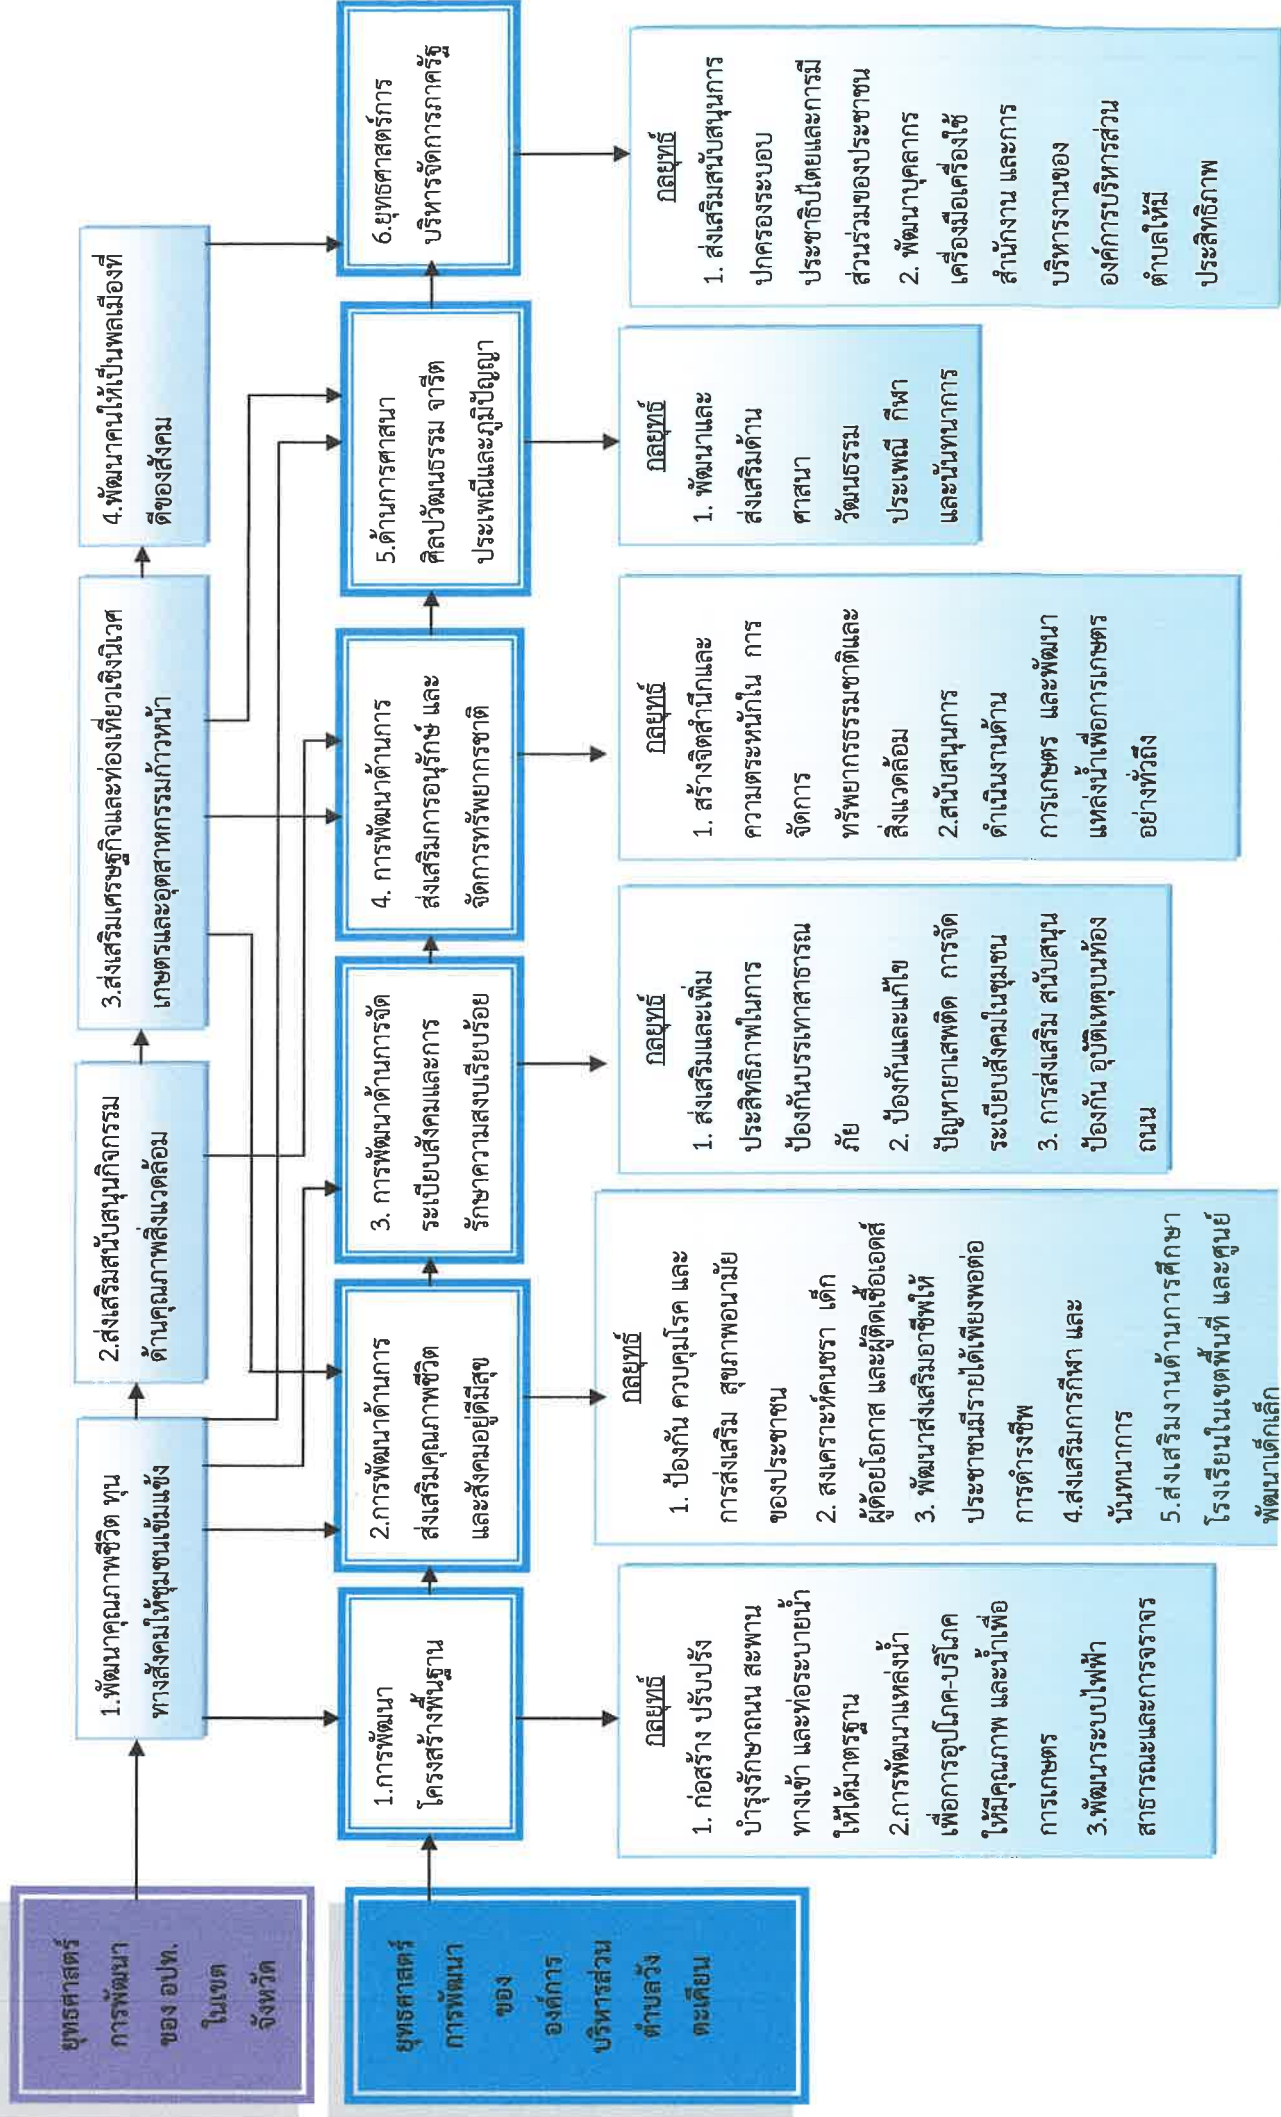 ยุทธศาสตร์
การพัฒนา
ของ อปท.
ในเขต
จังหวัด
1.พัฒนาคุณภาพชีวิต ทุน
ทางสังคมให้ชุมชนเข้มแข้ง
2.ส่งเสริมสนับสนุนกิจกรรม
ด้านคุณภาพสิ่งแวดล้อม
3.ส่งเสริมเศรษฐกิจและท่องเที่ยวเชิงนิเวศ
เกษตรและอุตสาหกรรมก้าวหน้า
4.พัฒนาคนให้เป็นพลเมืองที่
ดีของสังคม
ยุทธศาสตร์
การพัฒนา
ของ
องค์การ
บริหารส่วน
ตำบลวัง
ตะเคียน
1.การพัฒนา
โครงสร้างพื้นฐาน
2.การพัฒนาด้านการ
ส่งเสริมคุณภาพชีวิต
และสังคมอยู่ดีมีสุข
3. การพัฒนาด้านการจัด
ระเบียบสังคมและการ
รักษาความสงบเรียบร้อย
4. การพัฒนาด้านการ
ส่งเสริมการอนุรักษ์ และ
จัดการทรัพยากรชาติ
5.ด้านการศาสนา
ศิลปวัฒนธรรม จารีต
ประเพณีและภูมิปัญญา
6.ยุทธศาสตร์การ
บริหารจัดการภาครัฐ
กลยุทธ์
1. ก่อสร้าง ปรับปรัง
บำรุงรักษาถนน สะพาน
ทางเข้า และท่อระบายน้ำ
ให้ได้มาตรฐาน
2.การพัฒนาแหล่งน้ำ
เพื่อการอุปโภค-บริโภค
ให้มีคุณภาพ และน้ำเพื่อ
การเกษตร
3.พัฒนาระบบไฟฟ้า
สาธารณะและการจราจร
กลยุทธ์
1. ป้องกัน ควบคุมโรค และ
การส่งเสริม สุขภาพอนามัย
ของประชาชน
2. สงเคราะห์คนชรา เด็ก
ผู้ด้อยโอกาส และผู้ติดเชื้อเอดส์
3. พัฒนาส่งเสริมอาชีพให้
ประชาชนมีรายได้เพียงพอต่อ
การดำรงชีพ
4.ส่งเสริมการกีฬา และ
นันทนาการ
5.ส่งเสริมงานด้านการศึกษา
โรงเรียนในเขตพื้นที่ และศูนย์
พัฒนาเด็กเล็ก
กลยุทธ์
1. ส่งเสริมและเพิ่ม
ประสิทธิภาพในการ
ป้องกันบรรเทาสาธารณ
ภัย
2. ป้องกันและแก้ไข
ปัญหายาเสพติด การจัด
ระเบียบสังคมในชุมชน
3. การส่งเสริม สนับสนุน
ป้องกัน อุบัติเหตุบนท้อง
ถนน
กลยุทธ์
1. สร้างจิตสำนึกและ
ความตระหนักใน การ
จัดการ
ทรัพยากรธรรมชาติและ
สิ่งแวดล้อม
2.สนับสนุนการ
ดำเนินงานด้าน
การเกษตร และพัฒนา
แหล่งน้ำเพื่อการเกษตร
อย่างทั่วถึง
กลยุทธ์
1. พัฒนาและ
ส่งเสริมด้าน
ศาสนา
วัฒนธรรม
ประเพณี กีฬา
และนันทนาการ
กลยุทธ์
1. ส่งเสริมสนับสนุนการ
ปกครองระบอบ
ประชาธิปไตยและการมี
ส่วนร่วมของประชาชน
2. พัฒนาบุคลากร
เครื่องมือเครื่องใช้
สำนักงาน และการ
บริหารงานของ
องค์การบริหารส่วน
ตำบลให้มี
ประสิทธิภาพ